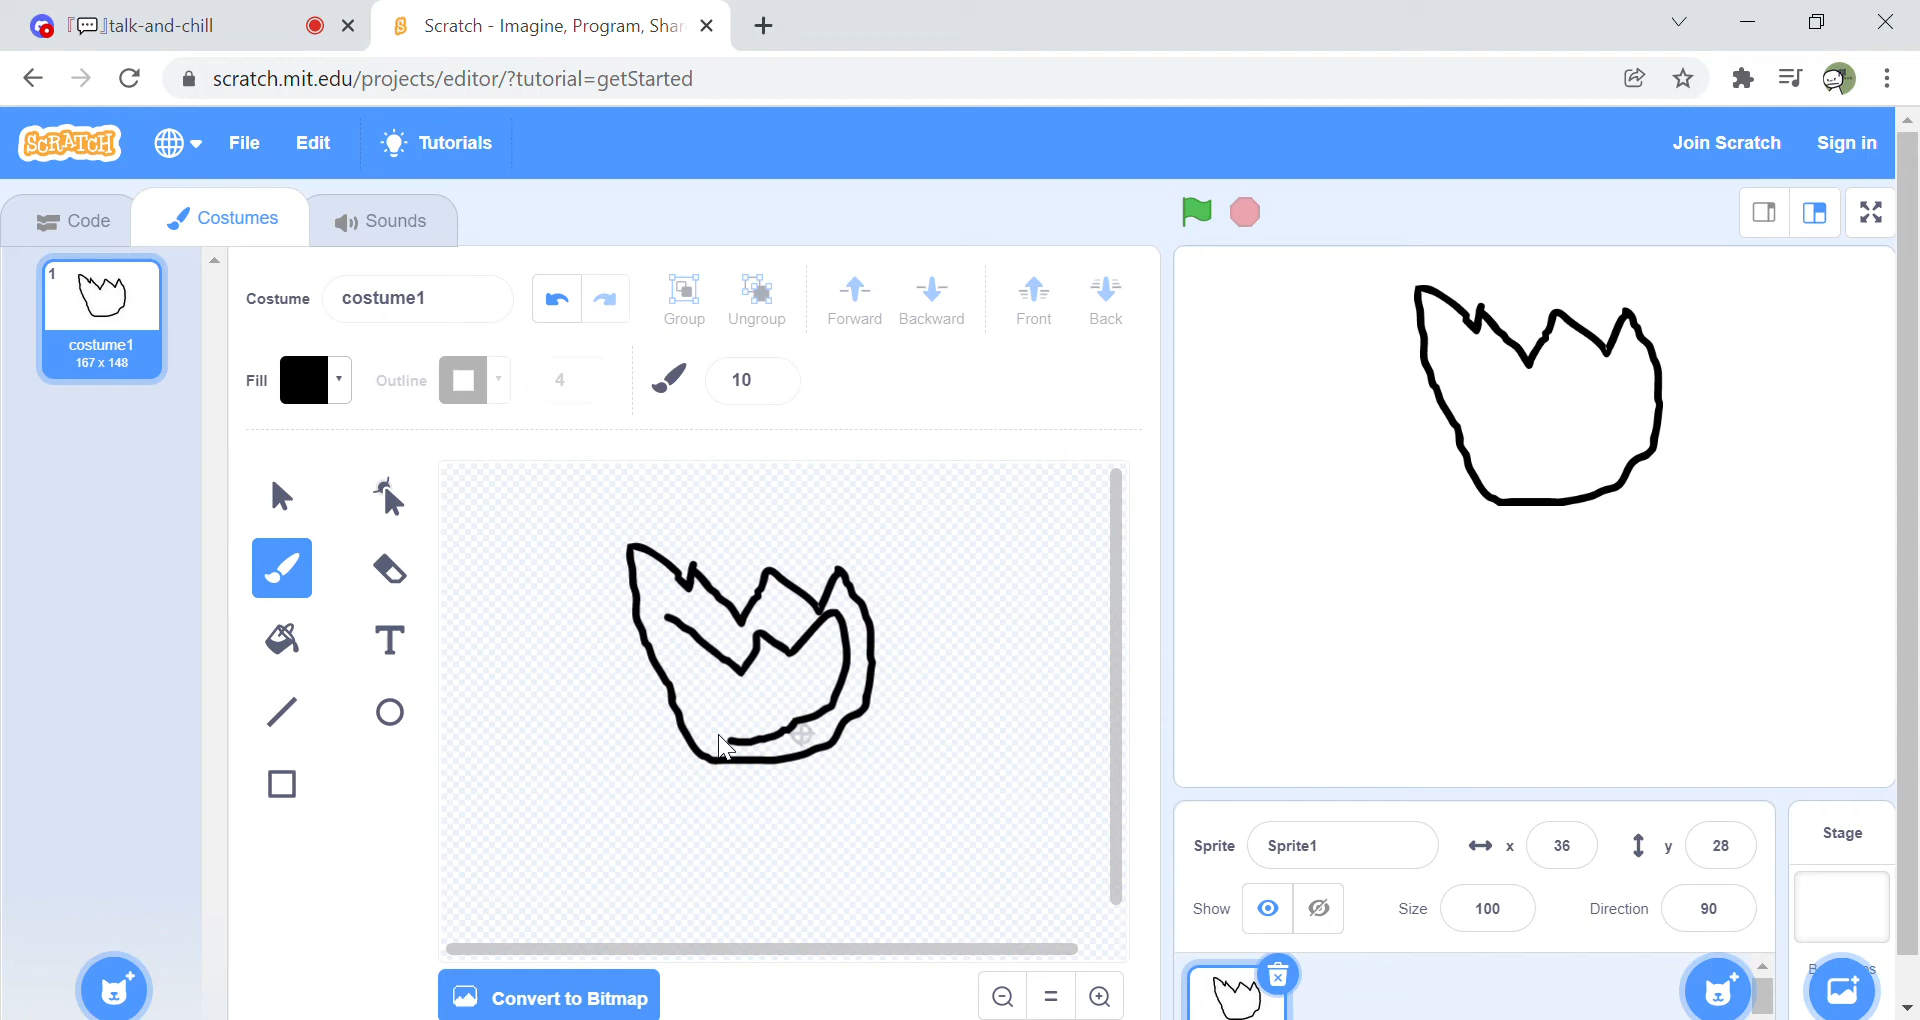 『💬』talk-and-chill
Scratch - Imagine, Program, Shar
scratch.mit.edu/projects/editor/?tutorial=getStarted
SCRATCH
File
Edit
Tutorials
Join Scratch
Sign in
Code
Costumes
Sounds
1
costume1
167 x 148
Costume
costume1
Group
Ungroup
Forward
Backward
Front
Back
Fill
Outline
4
10
Convert to Bitmap
Sprite
Sprite1
x
36
y
28
Show
Size
100
Direction
90
Stage